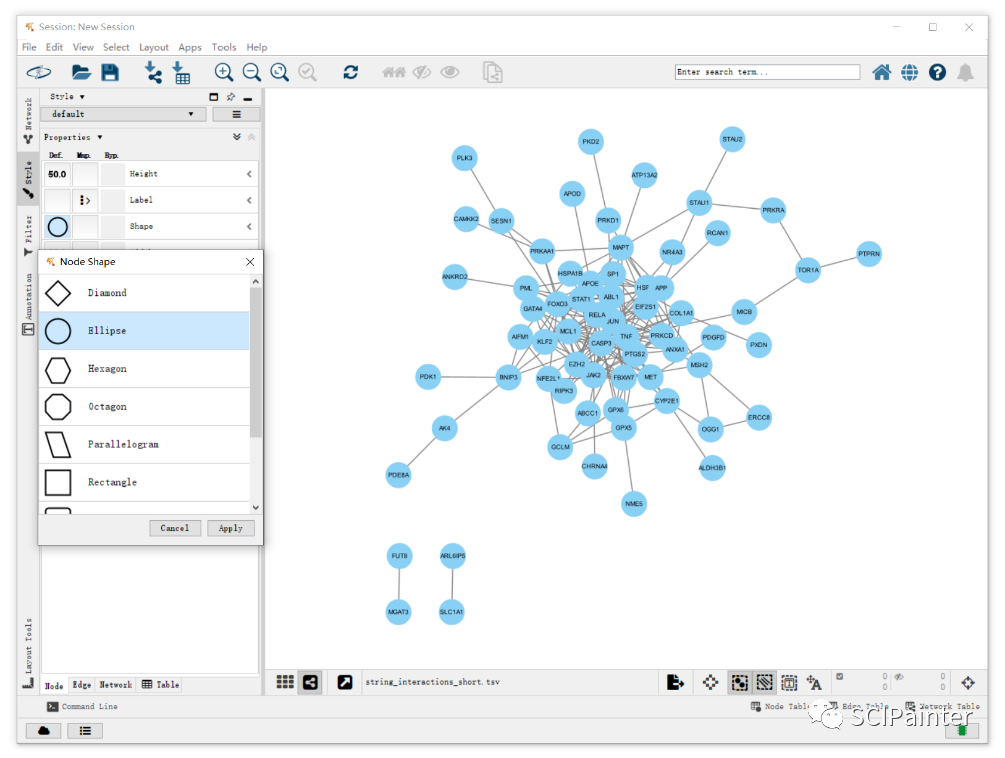 Session: New Session
File Edit View Select Layout Apps Tools Help
Enter search term...
Network
Style
Filter
Annotation
Layout Tools
Style
default
Properties
Def. Map. Byp.
50.0 Height
Label
Shape
Node Shape
Diamond
Ellipse
Hexagon
Octagon
Parallelogram
Rectangle
Cancel Apply
PKD2
STAU2
PLK3
ATP13A2
APOD
STAU1
PRKRA
CAMKK2
SESN1
PRKD1
RCAN1
PRKAA1
MAPT
NR4A3
PTPRN
ANKRD2
HSPA1B
SP1
TOR1A
PML
APOE
HSF
APP
FOXO3
STAT1
ABL1
GATA4
EIF2S1
COL1A1
MICB
RELA
JUN
AIFM1
KLF2
MCL1
CASP3
TNF
PRKCD
PDGFD
PXDN
PTGS2
ANXA1
EZH2
MSH2
PDK1
BNIP3
NFE2L
JAK2
FBXW7
MET
RIPK3
CYP2E1
ABCC1
GPX6
ERCC8
AK4
GPX5
OGG1
GCLM
CHRNA4
ALDH3B1
PDE8A
NME5
FUT8
ARL6IP5
MGAT3
SLC1A1
Node Edge Network Table
string_interactions_short.tsv
0 0
0 0
Command Line
Node Table Edge Table Network Table
SCIPainter